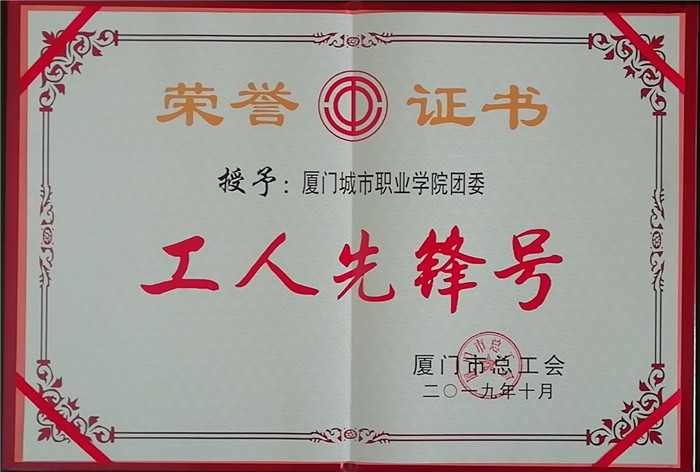 荣誉证书
授予：厦门城市职业学院团委
工人先锋号
厦门市总工会
二〇一九年十月